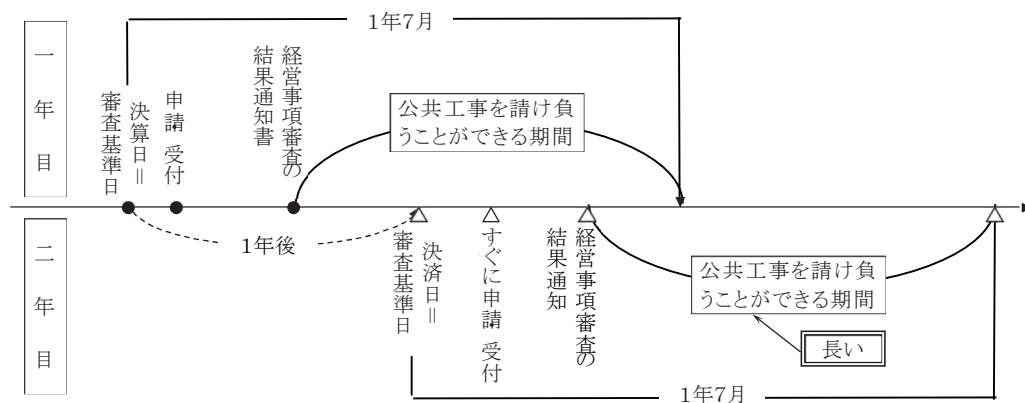 一年目
1年7月
決算日＝
審査基準日
申請・受付
経営事項審査の
結果通知書
公共工事を請け負
うことができる期間
1年後
二年目
決済日＝
審査基準日
すぐに申請・受付
経営事項審査の
結果通知
公共工事を請け負
うことができる期間
長い
1年7月